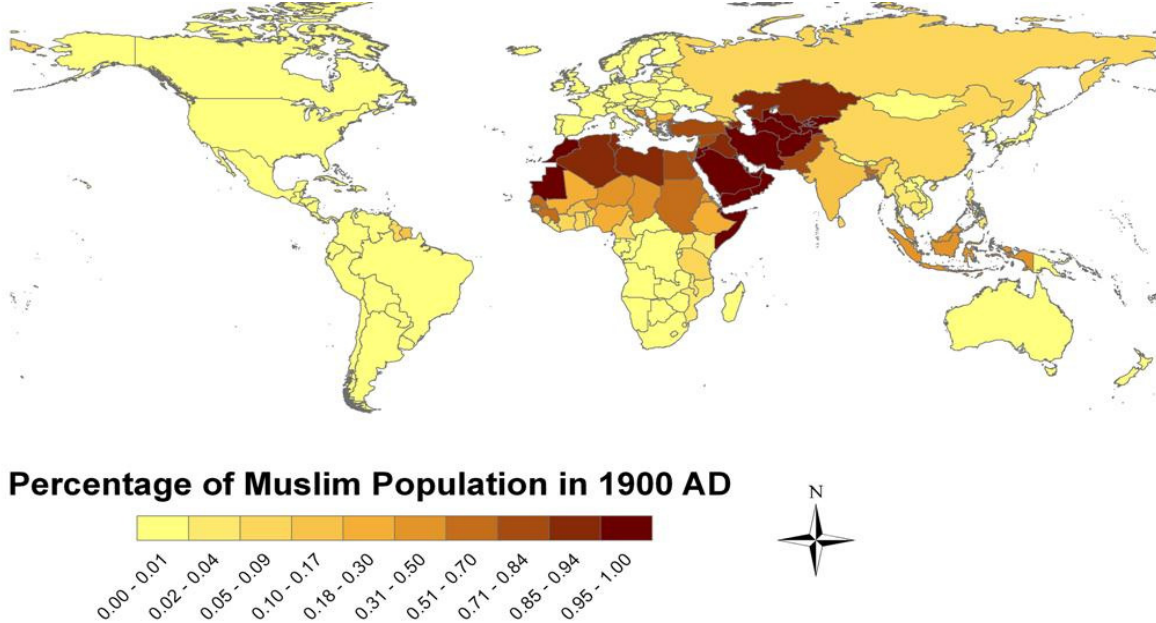 Percentage of Muslim Population in 1900 AD
N
0.00 - 0.01
0.02 - 0.04
0.05 - 0.09
0.10 - 0.17
0.18 - 0.30
0.31 - 0.50
0.51 - 0.70
0.71 - 0.84
0.85 - 0.94
0.95 - 1.00